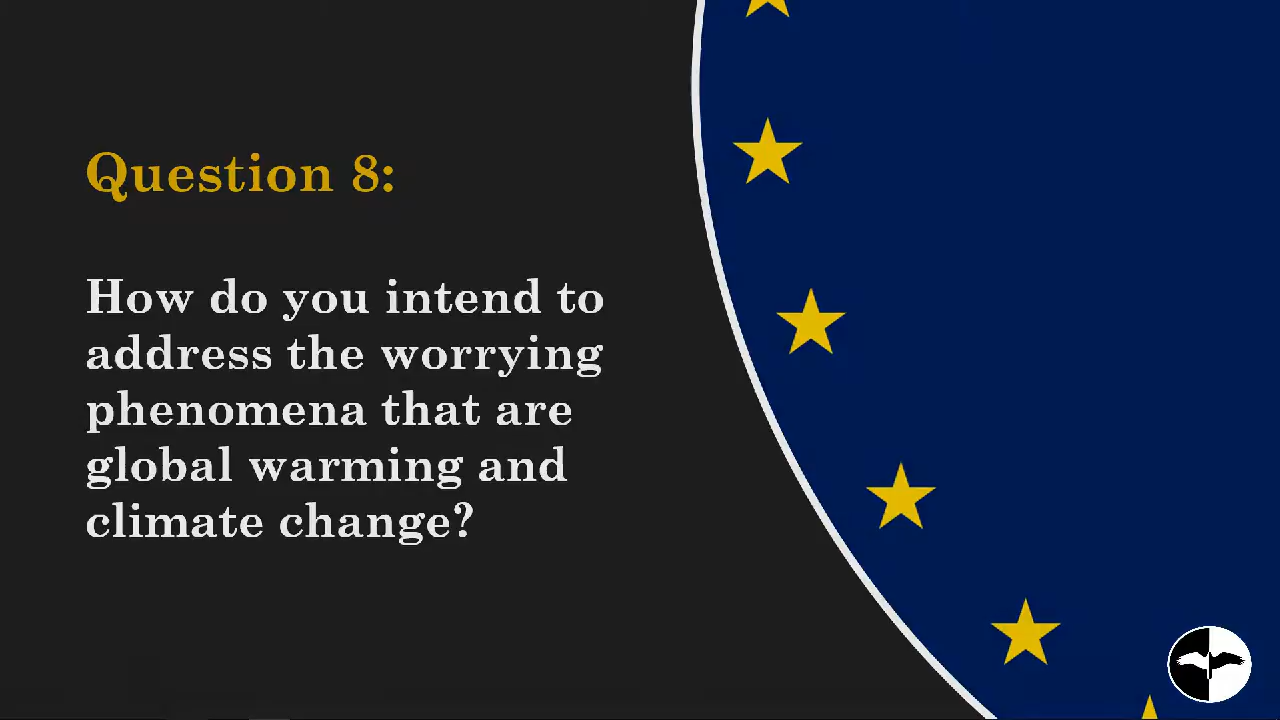 Question 8:
How do you intend to
address the worrying
phenomena that are
global warming and
climate change?